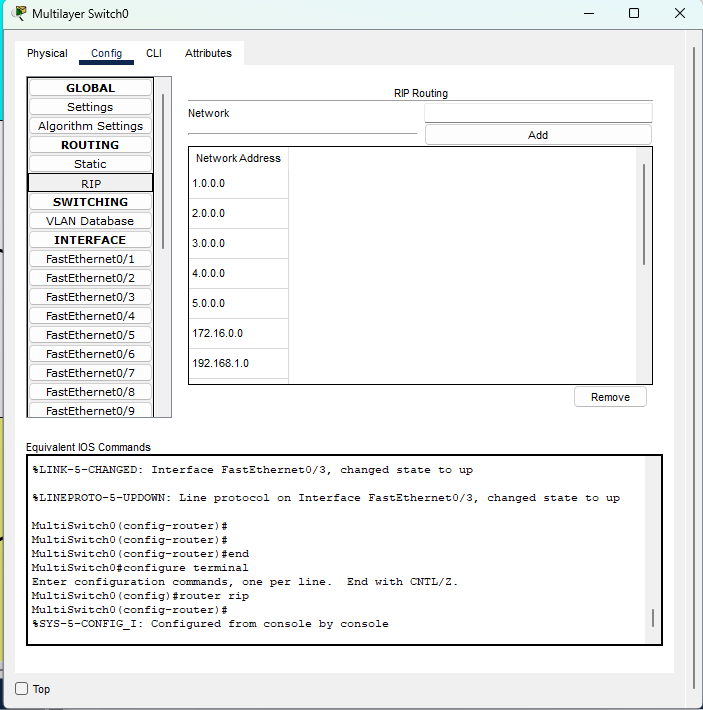 Multilayer Switch0
Physical Config CLI Attributes
GLOBAL
Settings
Algorithm Settings
ROUTING
Static
RIP
SWITCHING
VLAN Database
INTERFACE
FastEthernet0/1
FastEthernet0/2
FastEthernet0/3
FastEthernet0/4
FastEthernet0/5
FastEthernet0/6
FastEthernet0/7
FastEthernet0/8
FastEthernet0/9
RIP Routing
Network
Add
Network Address
1.0.0.0
2.0.0.0
3.0.0.0
4.0.0.0
5.0.0.0
172.16.0.0
192.168.1.0
Remove
Equivalent IOS Commands
%LINK-5-CHANGED: Interface FastEthernet0/3, changed state to up
%LINEPROTO-5-UPDOWN: Line protocol on Interface FastEthernet0/3, changed state to up
MultiSwitch0(config-router)#
MultiSwitch0(config-router)#
MultiSwitch0(config-router)#end
MultiSwitch0#configure terminal
Enter configuration commands, one per line.  End with CNTL/Z.
MultiSwitch0(config)#router rip
MultiSwitch0(config-router)#
%SYS-5-CONFIG_I: Configured from console by console
Top